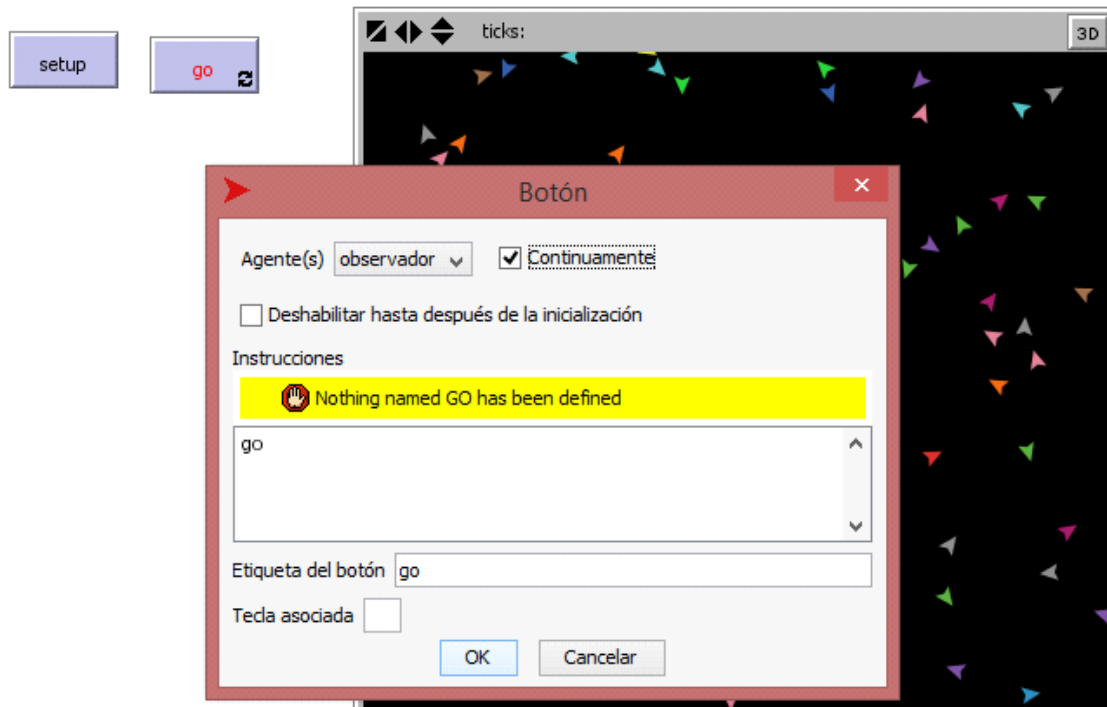 setup
go
ticks:
3D
Botón
Agente(s) observador Continuamente
Deshabilitar hasta después de la inicialización
Instrucciones
Nothing named GO has been defined
go
Etiqueta del botón go
Tecla asociada
OK Cancelar